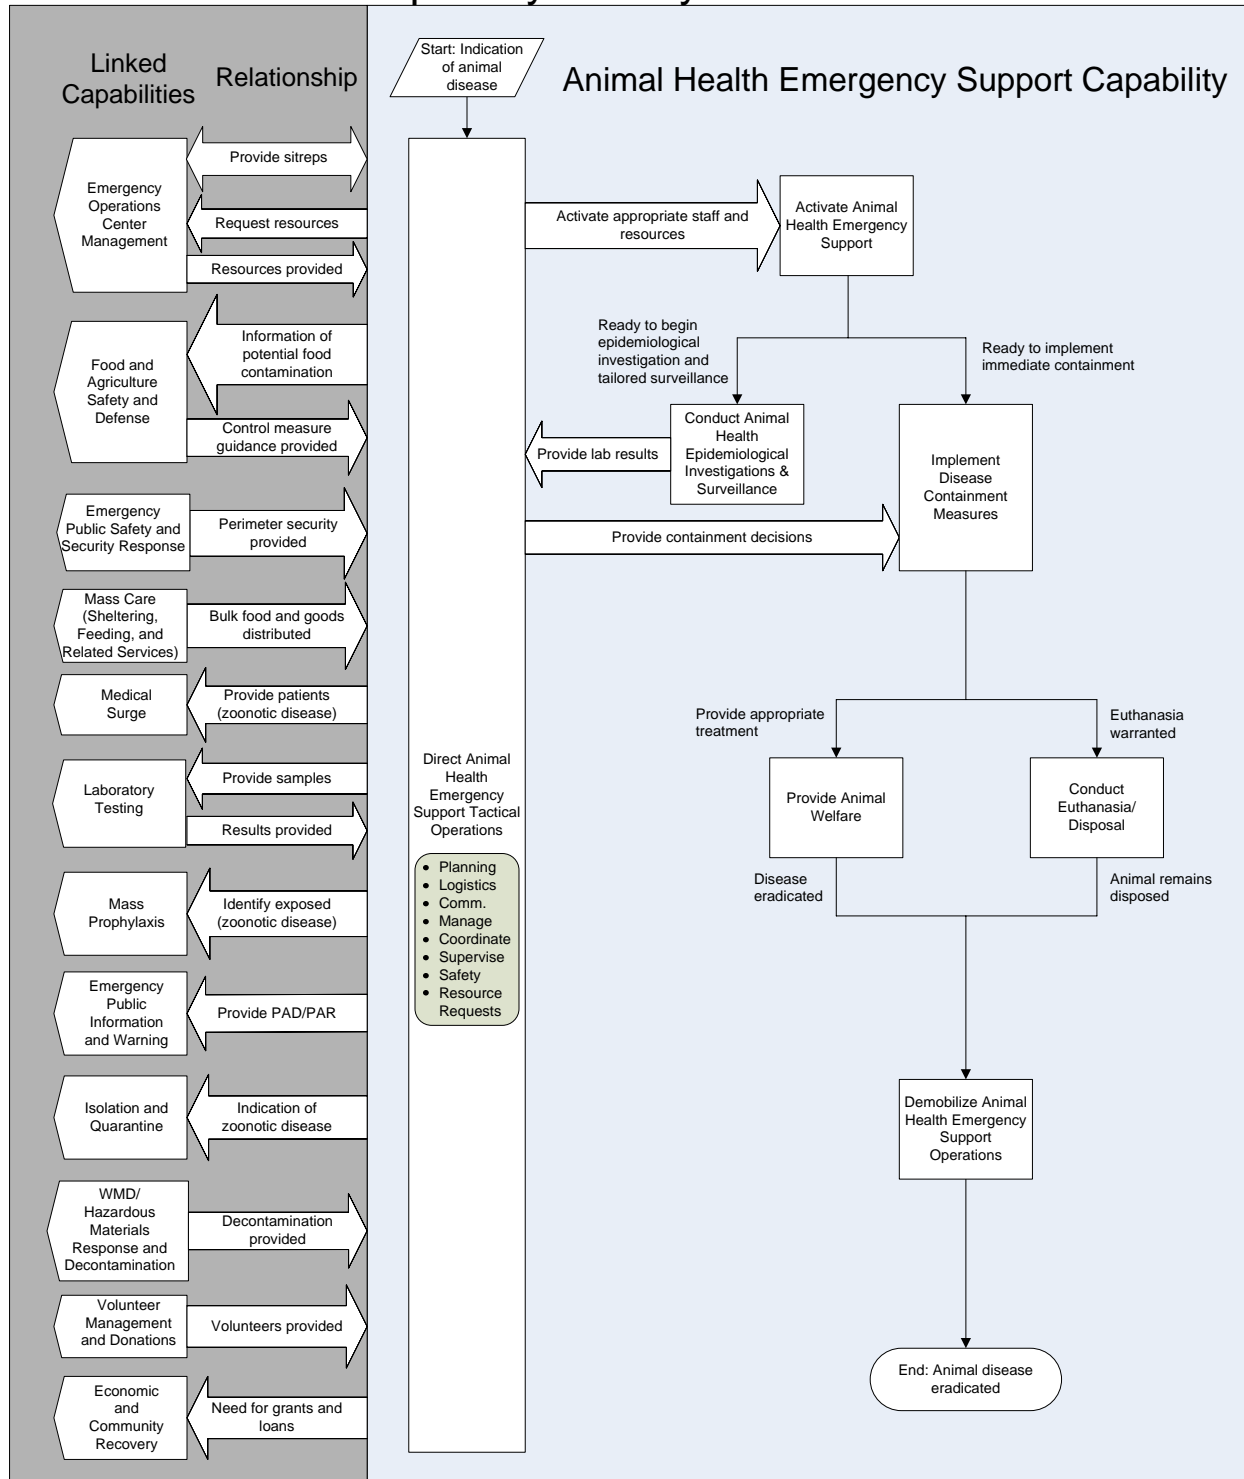 Linked
Capabilities
Relationship
Start: Indication
of animal
disease
Animal Health Emergency Support Capability
Emergency
Operations
Center
Management
Provide sitreps
Request resources
Resources provided
Activate appropriate staff and
resources
Activate Animal
Health Emergency
Support
Food and
Agriculture
Safety and
Defense
Information of
potential food
contamination
Control measure
guidance provided
Ready to begin
epidemiological
investigation and
tailored surveillance
Ready to implement
immediate containment
Provide lab results
Conduct Animal
Health
Epidemiological
Investigations &
Surveillance
Implement
Disease
Containment
Measures
Emergency
Public Safety and
Security Response
Perimeter security
provided
Provide containment decisions
Mass Care
(Sheltering,
Feeding, and
Related Services)
Bulk food and goods
distributed
Medical
Surge
Provide patients
(zoonotic disease)
Provide appropriate
treatment
Euthanasia
warranted
Laboratory
Testing
Provide samples
Results provided
Direct Animal
Health
Emergency
Support Tactical
Operations
• Planning
• Logistics
• Comm.
• Manage
• Coordinate
• Supervise
• Safety
• Resource
Requests
Provide Animal
Welfare
Conduct
Euthanasia/
Disposal
Disease
eradicated
Animal remains
disposed
Mass
Prophylaxis
Identify exposed
(zoonotic disease)
Emergency
Public
Information
and Warning
Provide PAD/PAR
Isolation and
Quarantine
Indication of
zoonotic disease
Demobilize Animal
Health Emergency
Support
Operations
WMD/
Hazardous
Materials
Response and
Decontamination
Decontamination
provided
Volunteer
Management
and Donations
Volunteers provided
End: Animal disease
eradicated
Economic
and
Community
Recovery
Need for grants and
loans